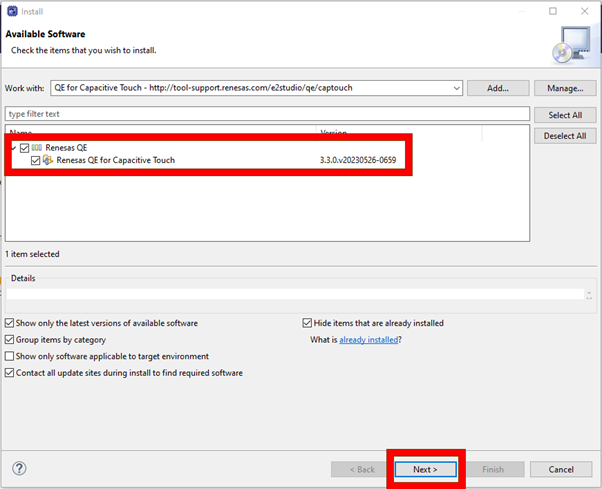 Install
Available Software
Check the items that you wish to install.
Work with: QE for Capacitive Touch - http://tool-support.renesas.com/e2studio/qe/captouch Add... Manage...
type filter text Select All
Name Version Deselect All
Renesas QE
Renesas QE for Capacitive Touch 3.3.0.v20230526-0659
1 item selected
Details
Show only the latest versions of available software Hide items that are already installed
Group items by category What is already installed?
Show only software applicable to target environment
Contact all update sites during install to find required software
? < Back Next > Finish Cancel